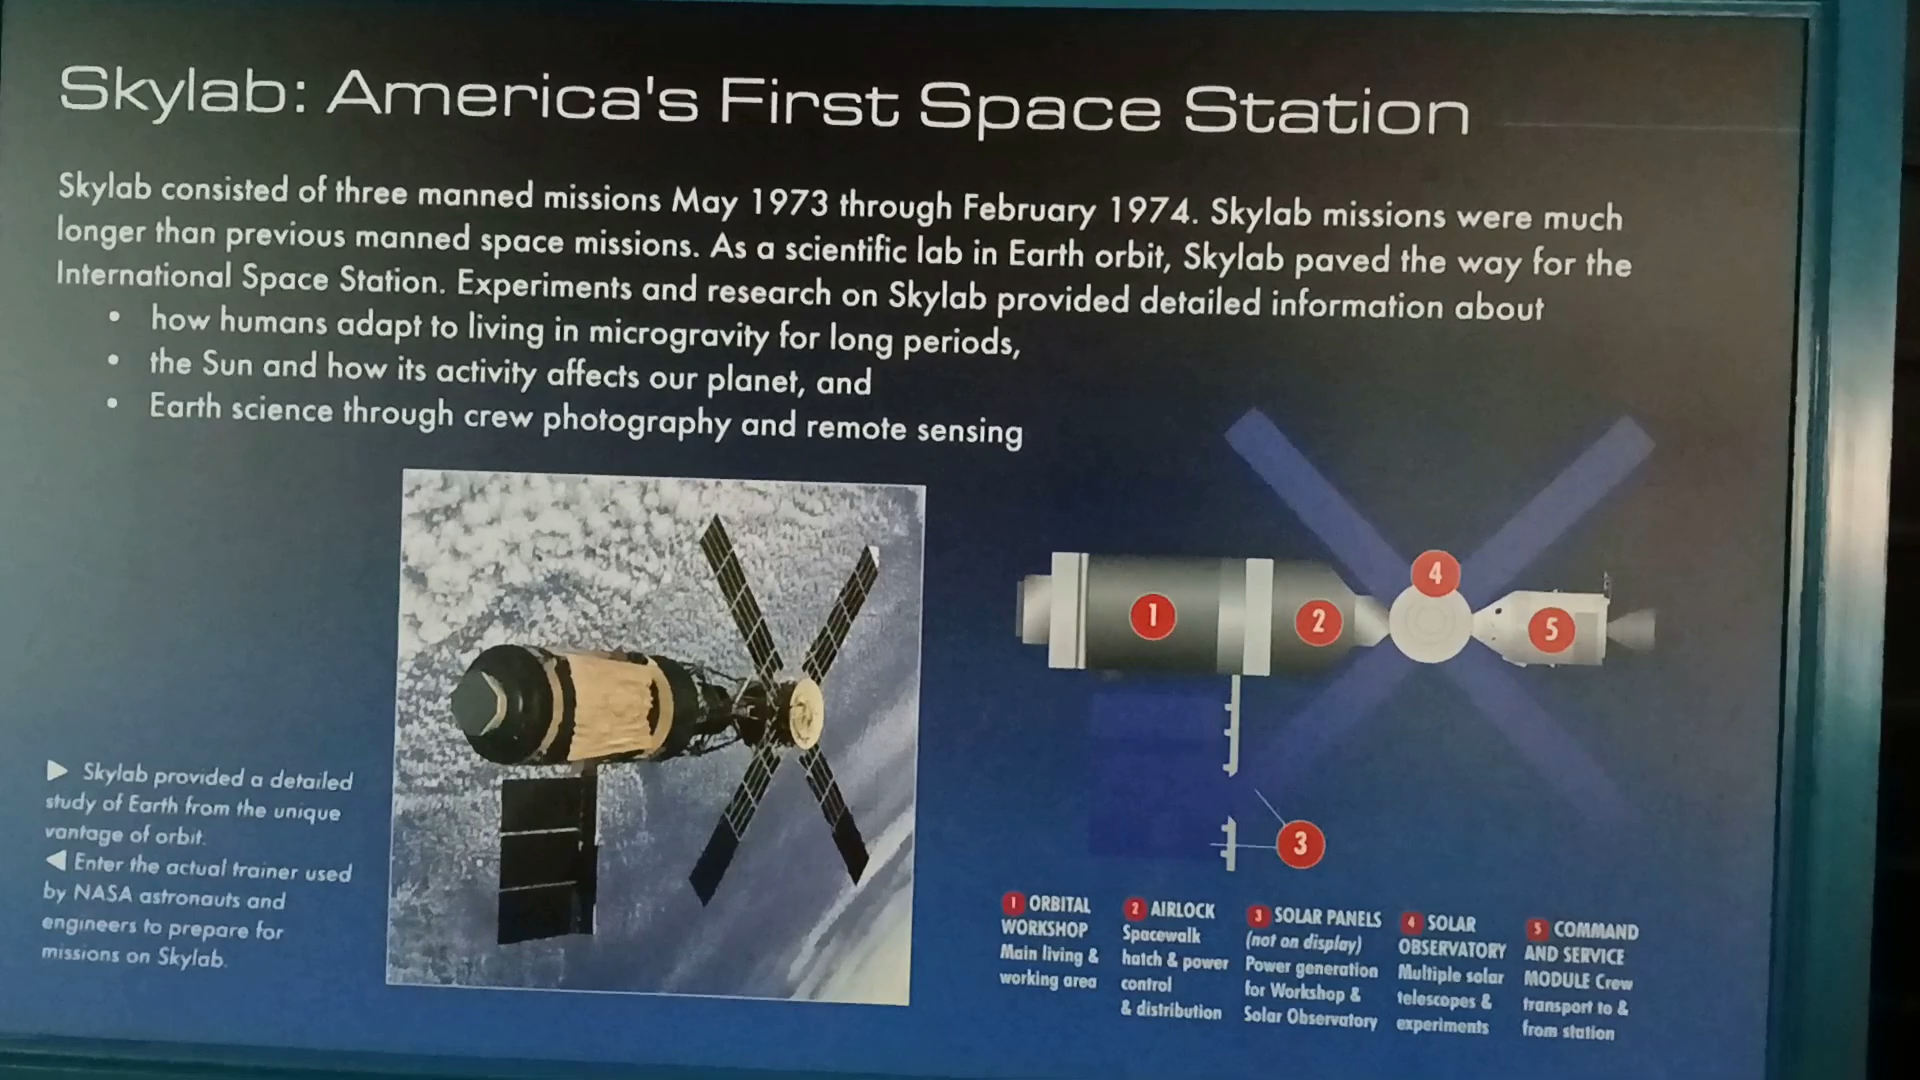 Skylab: America's First Space Station
Skylab consisted of three manned missions May 1973 through February 1974. Skylab missions were much
longer than previous manned space missions. As a scientific lab in Earth orbit, Skylab paved the way for the
International Space Station. Experiments and research on Skylab provided detailed information about
• how humans adapt to living in microgravity for long periods,
• the Sun and how its activity affects our planet, and
• Earth science through crew photography and remote sensing
1
2
4
5
3
▶ Skylab provided a detailed
study of Earth from the unique
vantage of orbit.
◀ Enter the actual trainer used
by NASA astronauts and
engineers to prepare for
missions on Skylab.
1 ORBITAL
WORKSHOP
Main living &
working area
2 AIRLOCK
Spacewalk
hatch & power
control
& distribution
3 SOLAR PANELS
(not on display)
Power generation
for Workshop &
Solar Observatory
4 SOLAR
OBSERVATORY
Multiple solar
telescopes &
experiments
5 COMMAND
AND SERVICE
MODULE Crew
transport to &
from station